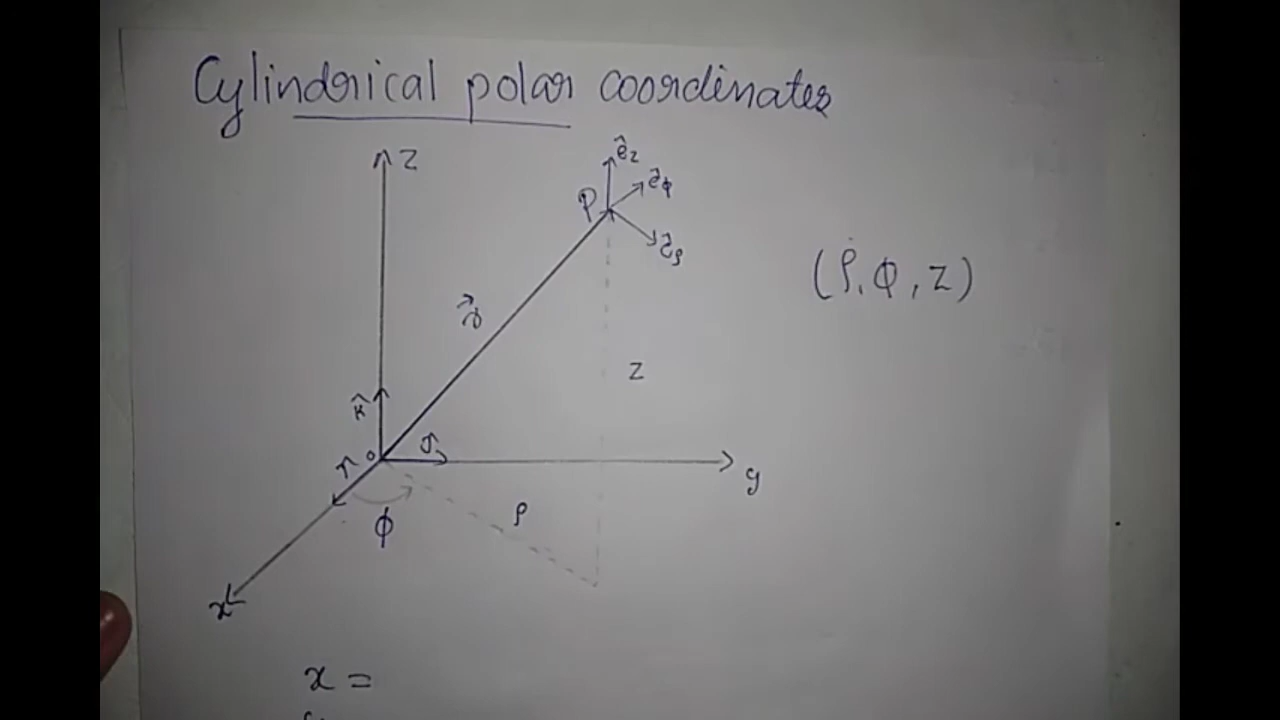 Cylindrical polar coordinates
z
ê_z
P
ê_φ
ê_ρ
(ρ, φ, z)
r⃗
z
k̂
ĵ
î
o
y
ρ
φ
x
x =